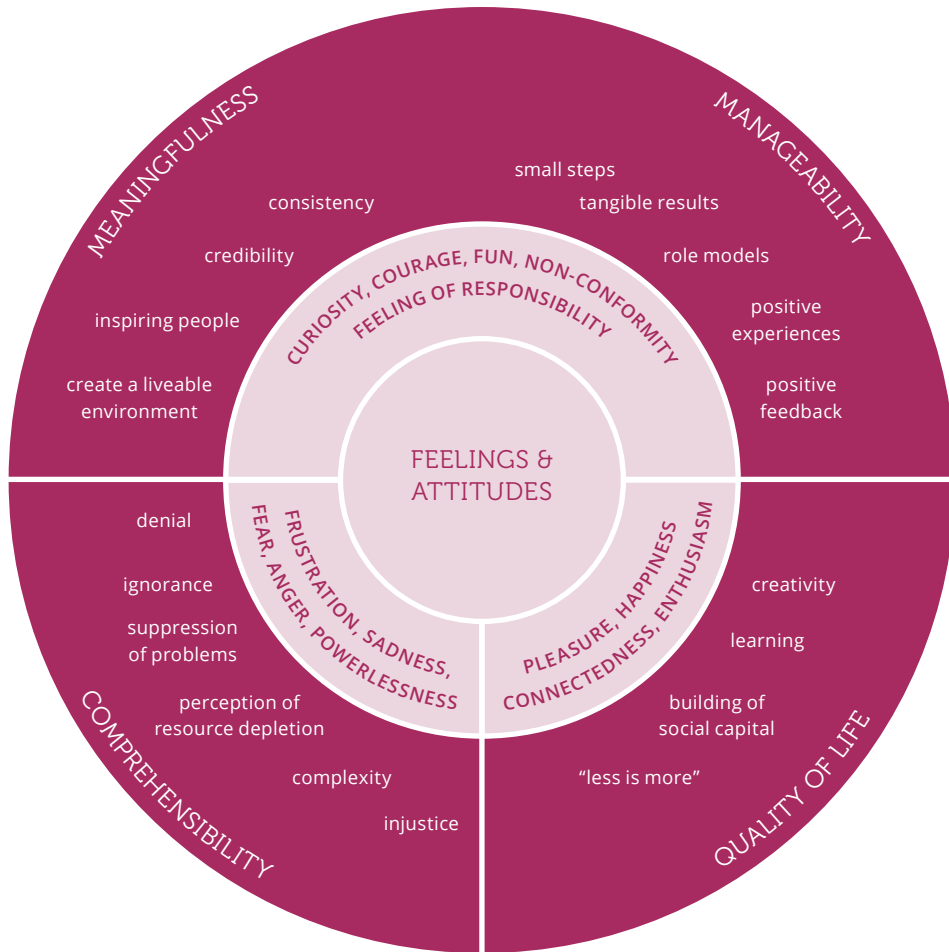 MEANINGFULNESS
consistency
credibility
inspiring people
create a liveable
environment
MANAGEABILITY
small steps
tangible results
role models
positive
experiences
positive
feedback
CURIOSITY, COURAGE, FUN, NON-CONFORMITY
FEELING OF RESPONSIBILITY
FEELINGS &
ATTITUDES
FRUSTRATION, SADNESS,
FEAR, ANGER, POWERLESSNESS
PLEASURE, HAPPINESS
CONNECTEDNESS, ENTHUSIASM
denial
ignorance
suppression
of problems
perception of
resource depletion
complexity
injustice
COMPREHENSIBILITY
creativity
learning
building of
social capital
“less is more”
QUALITY OF LIFE